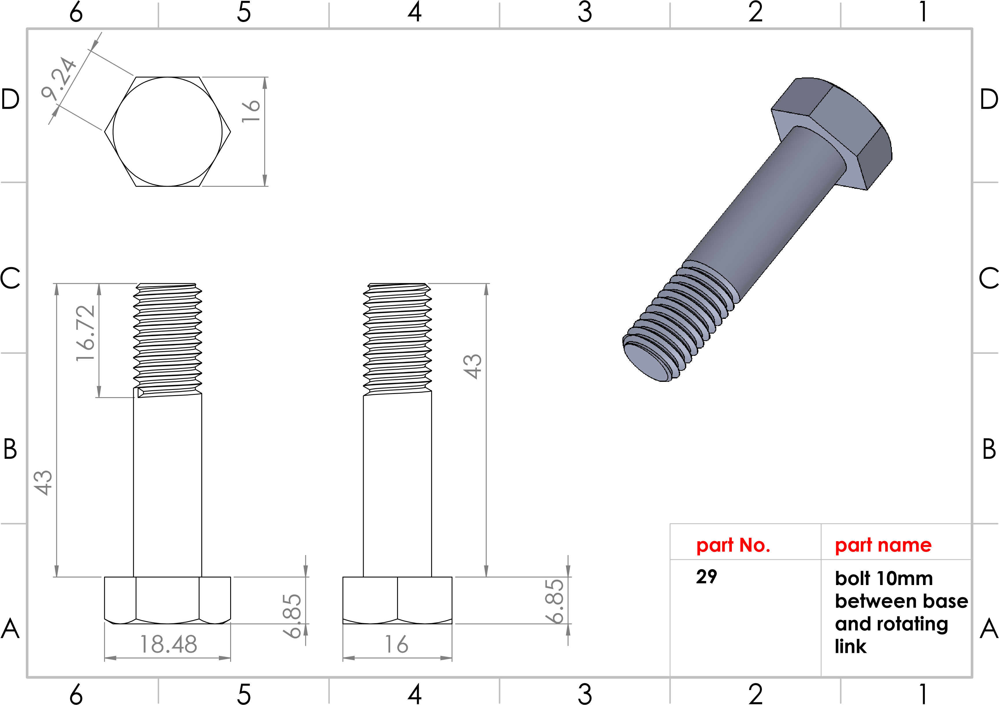 6 5 4 3 2 1
D D
9.24
16
C C
16.72
43
43
B B
part No. part name
29 bolt 10mm
between base
and rotating
link
6.85
6.85
A A
18.48
16
6 5 4 3 2 1